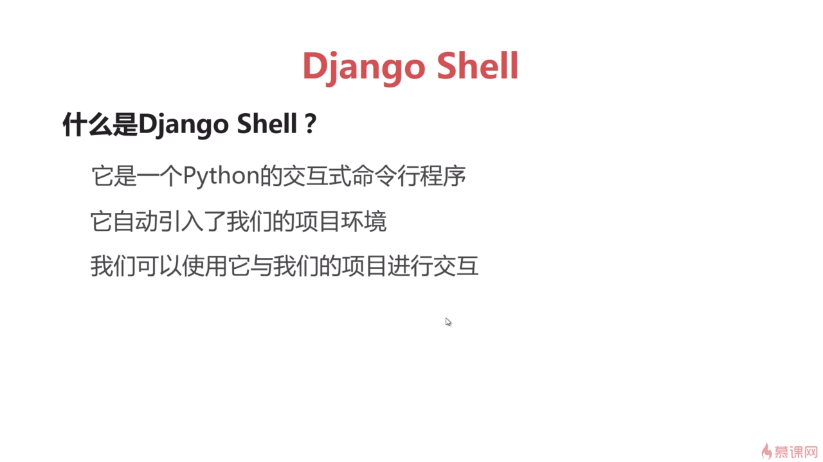 Django Shell
什么是Django Shell？
它是一个Python的交互式命令行程序
它自动引入了我们的项目环境
我们可以使用它与我们的项目进行交互
慕课网